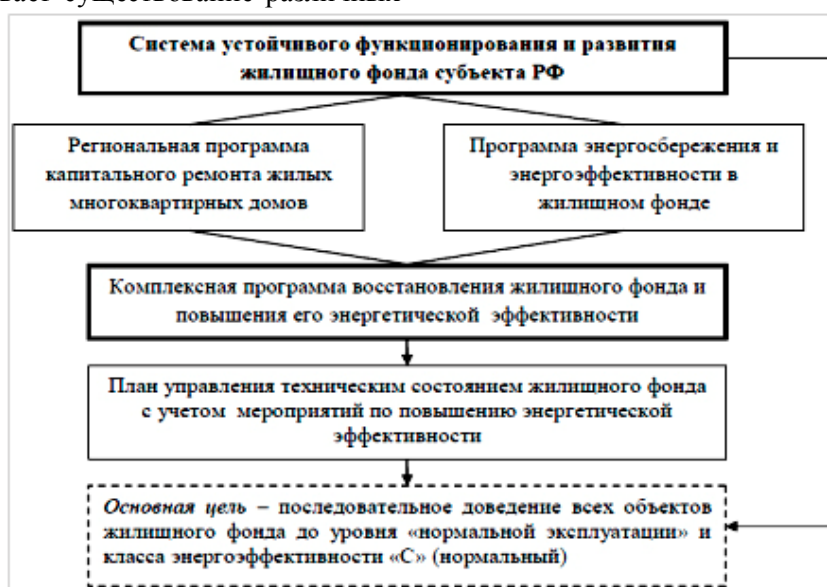 существование различных
Система устойчивого функционирования и развития
жилищного фонда субъекта РФ
Региональная программа
капитального ремонта жилых
многоквартирных домов
Программа энергосбережения и
энергоэффективности в
жилищном фонде
Комплексная программа восстановления жилищного фонда и
повышения его энергетической эффективности
План управления техническим состоянием жилищного фонда
с учетом мероприятий по повышению энергетической
эффективности
Основная цель – последовательное доведение всех объектов
жилищного фонда до уровня «нормальной эксплуатации» и
класса энергоэффективности «С» (нормальный)